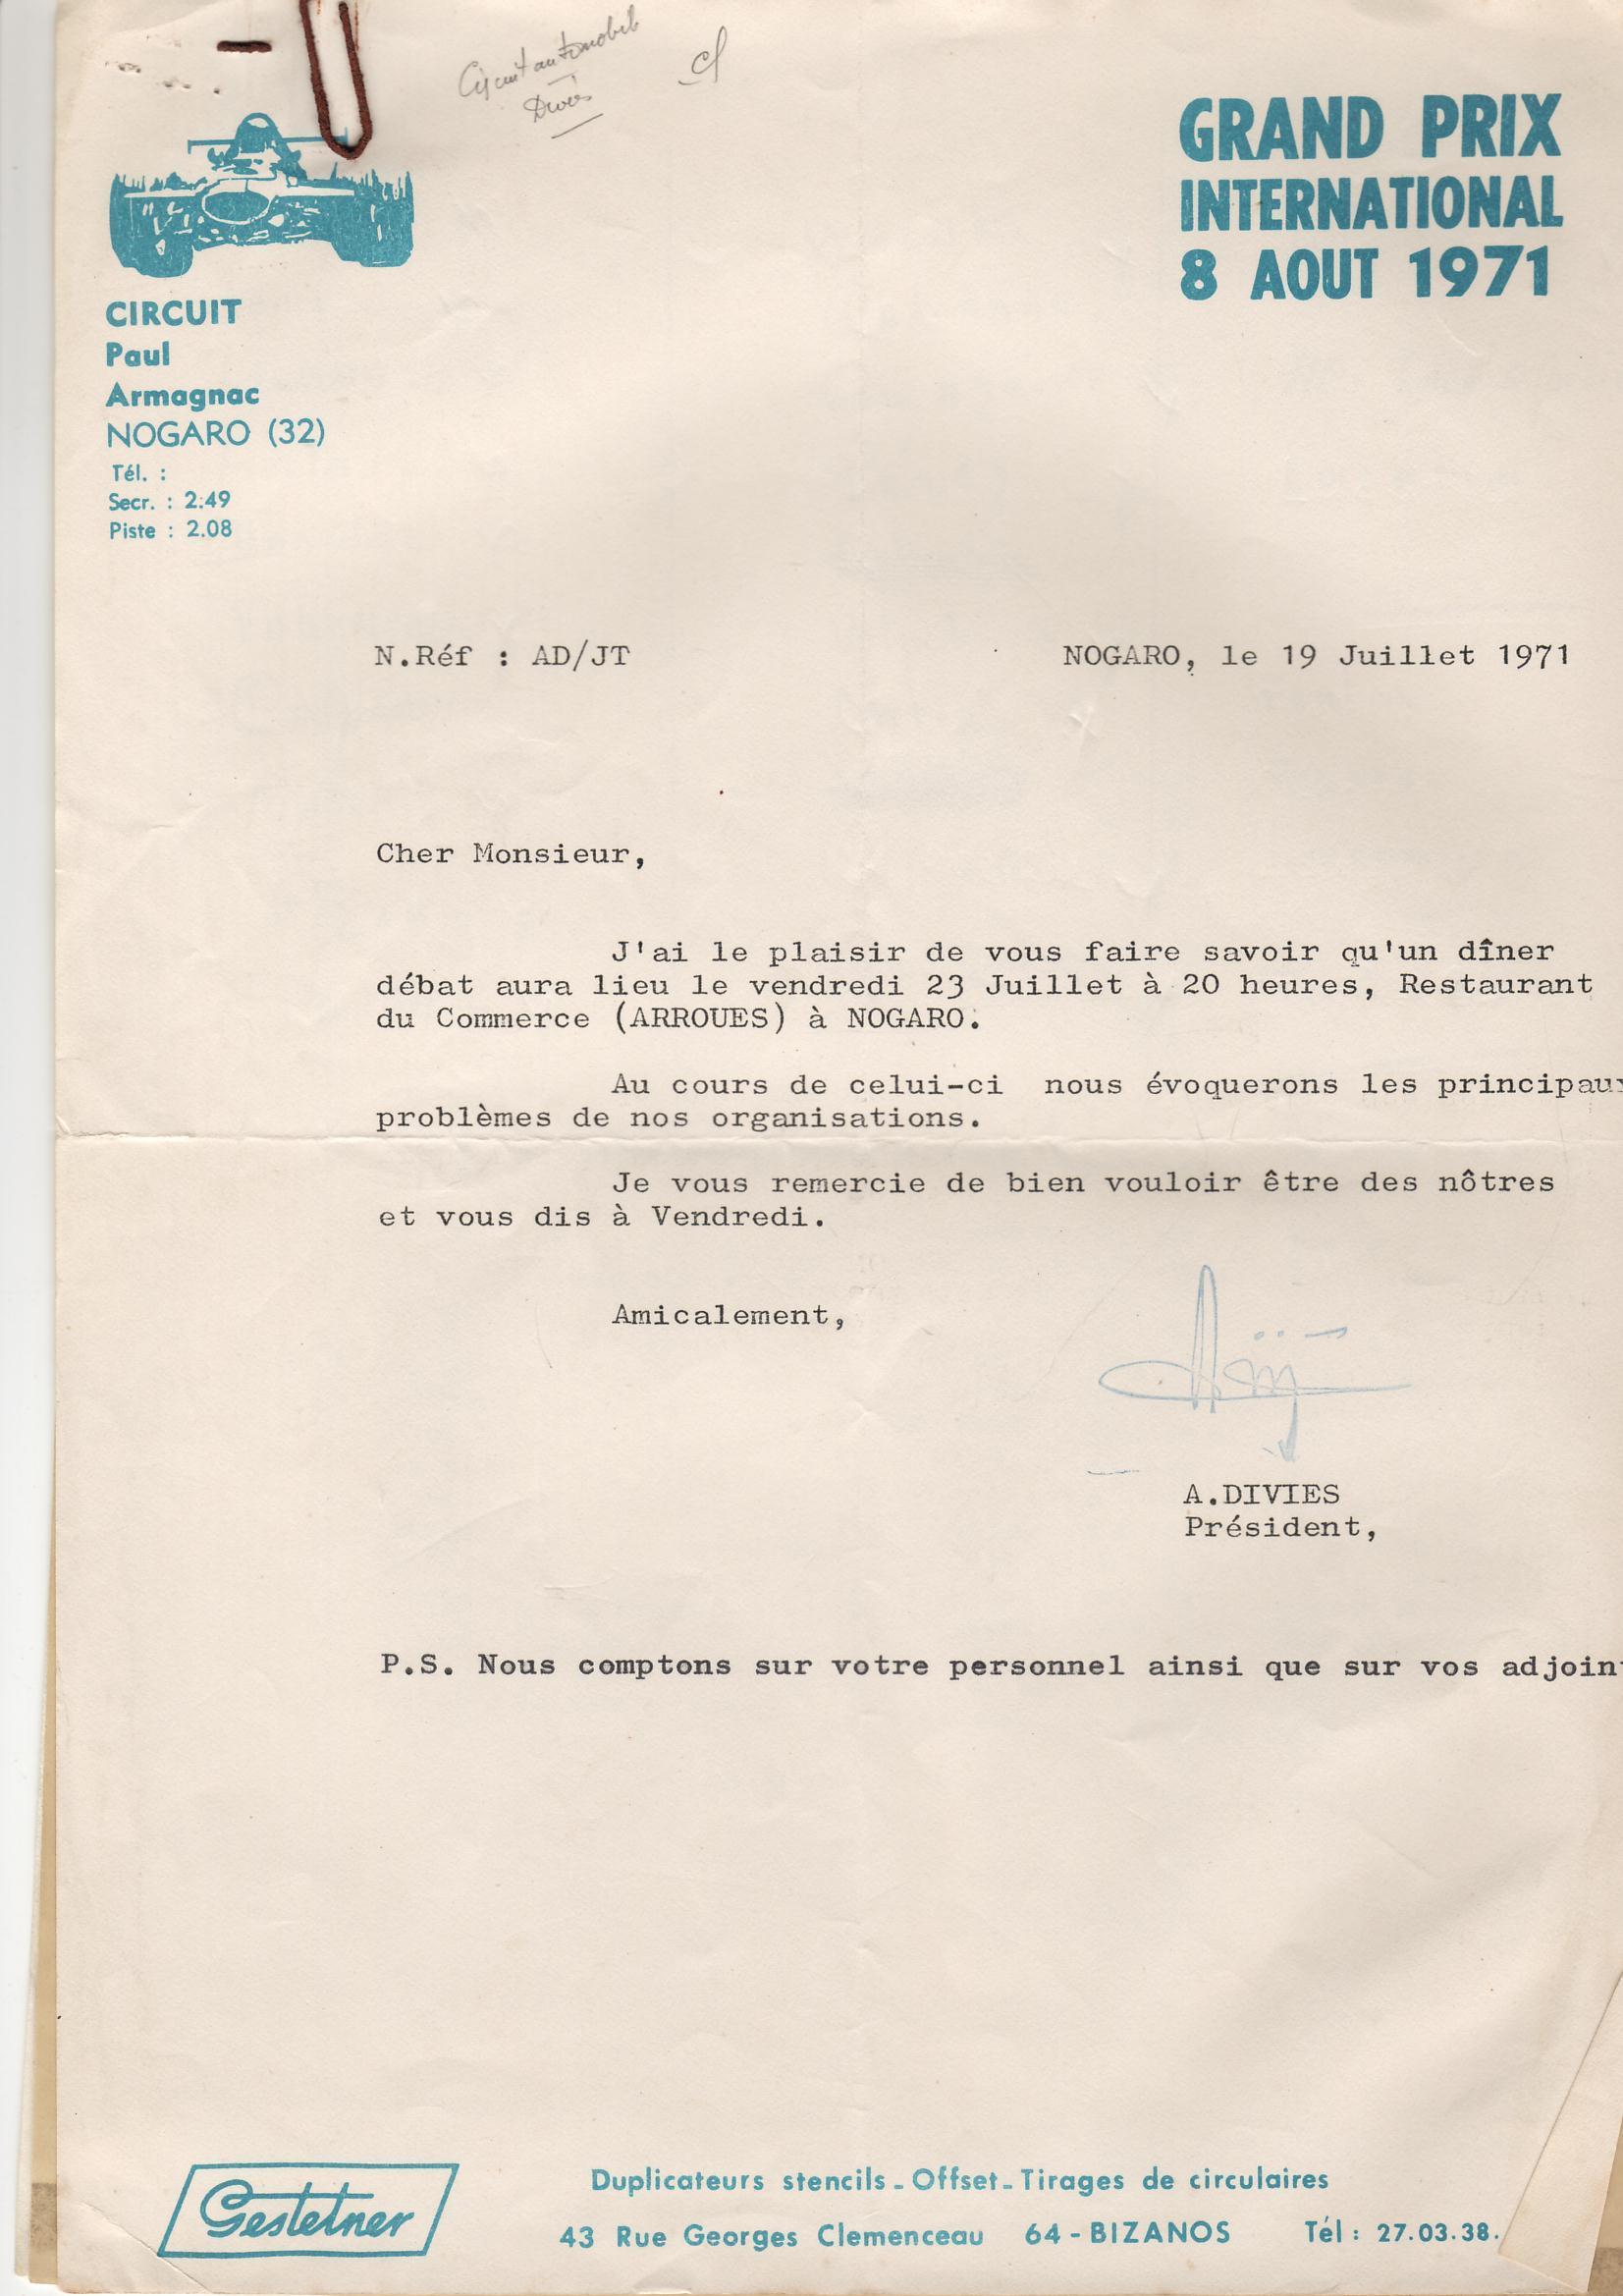 Circuit automobile
Divers
GRAND PRIX
INTERNATIONAL
8 AOUT 1971
CIRCUIT
Paul
Armagnac
NOGARO (32)
Tél. :
Secr. : 2.49
Piste : 2.08
N.Réf : AD/JT
NOGARO, le 19 Juillet 1971
Cher Monsieur,
J'ai le plaisir de vous faire savoir qu'un dîner
débat aura lieu le vendredi 23 Juillet à 20 heures, Restaurant
du Commerce (ARROUES) à NOGARO.
Au cours de celui-ci nous évoquerons les principaux
problèmes de nos organisations.
Je vous remercie de bien vouloir être des nôtres
et vous dis à Vendredi.
Amicalement,
A.DIVIES
Président,
P.S. Nous comptons sur votre personnel ainsi que sur vos adjoin
Gestetner
Duplicateurs stencils - Offset - Tirages de circulaires
43 Rue Georges Clemenceau 64 - BIZANOS Tél : 27.03.38.